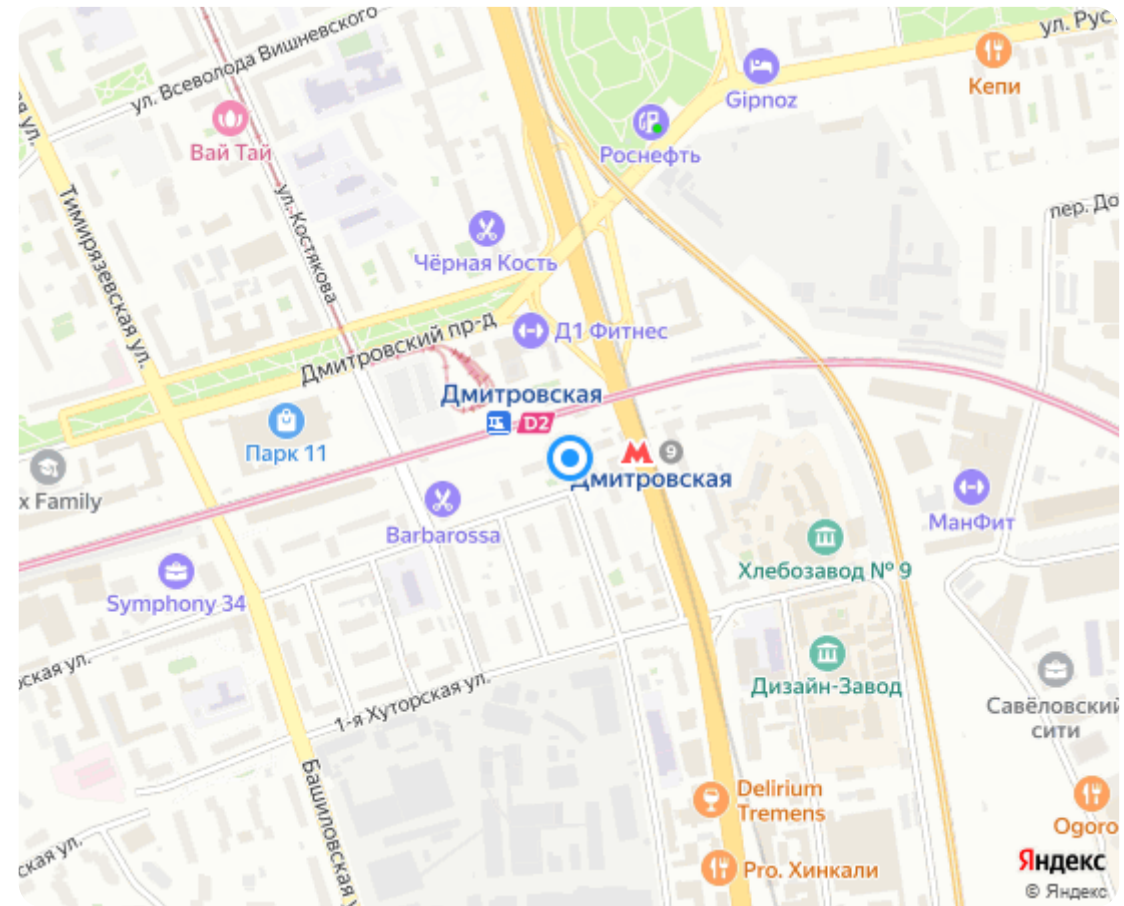 ул. Рус
ул. Всеволода Вишневского
Кепи
Gipnoz
ая ул.
Вай Тай
Роснефть
Тимирязевская ул.
ул. Костякова
пер. До
Чёрная Кость
Дмитровский пр-д
Д1 Фитнес
Дмитровская
D2
Парк 11
9
Дмитровская
x Family
Barbarossa
МанФит
Хлебозавод № 9
Symphony 34
рская ул.
Дизайн-Завод
1-я Хуторская ул.
Савёловский
сити
Башиловская у
Delirium
Tremens
Ogoro
ская ул.
Pro. Хинкали
Яндекс
© Яндекс